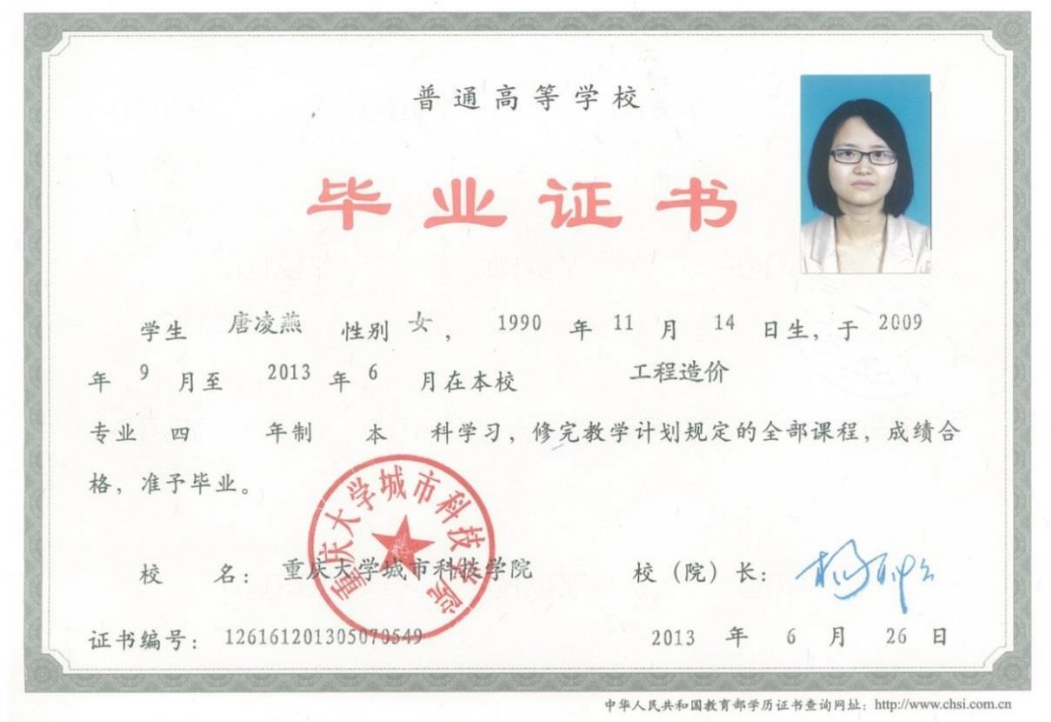 普通高等学校
毕业证书
学生 唐凌燕 性别 女，1990 年 11 月 14 日生，于 2009
年 9 月至 2013 年 6 月在本校 工程造价
专业 四 年制 本 科学习，修完教学计划规定的全部课程，成绩合
格，准予毕业。
重庆大学城市科技学院
校 名：重庆大学城市科技学院 校（院）长：
证书编号：126161201305070549 2013 年 6 月 26 日
中华人民共和国教育部学历证书查询网址：http://www.chsi.com.cn